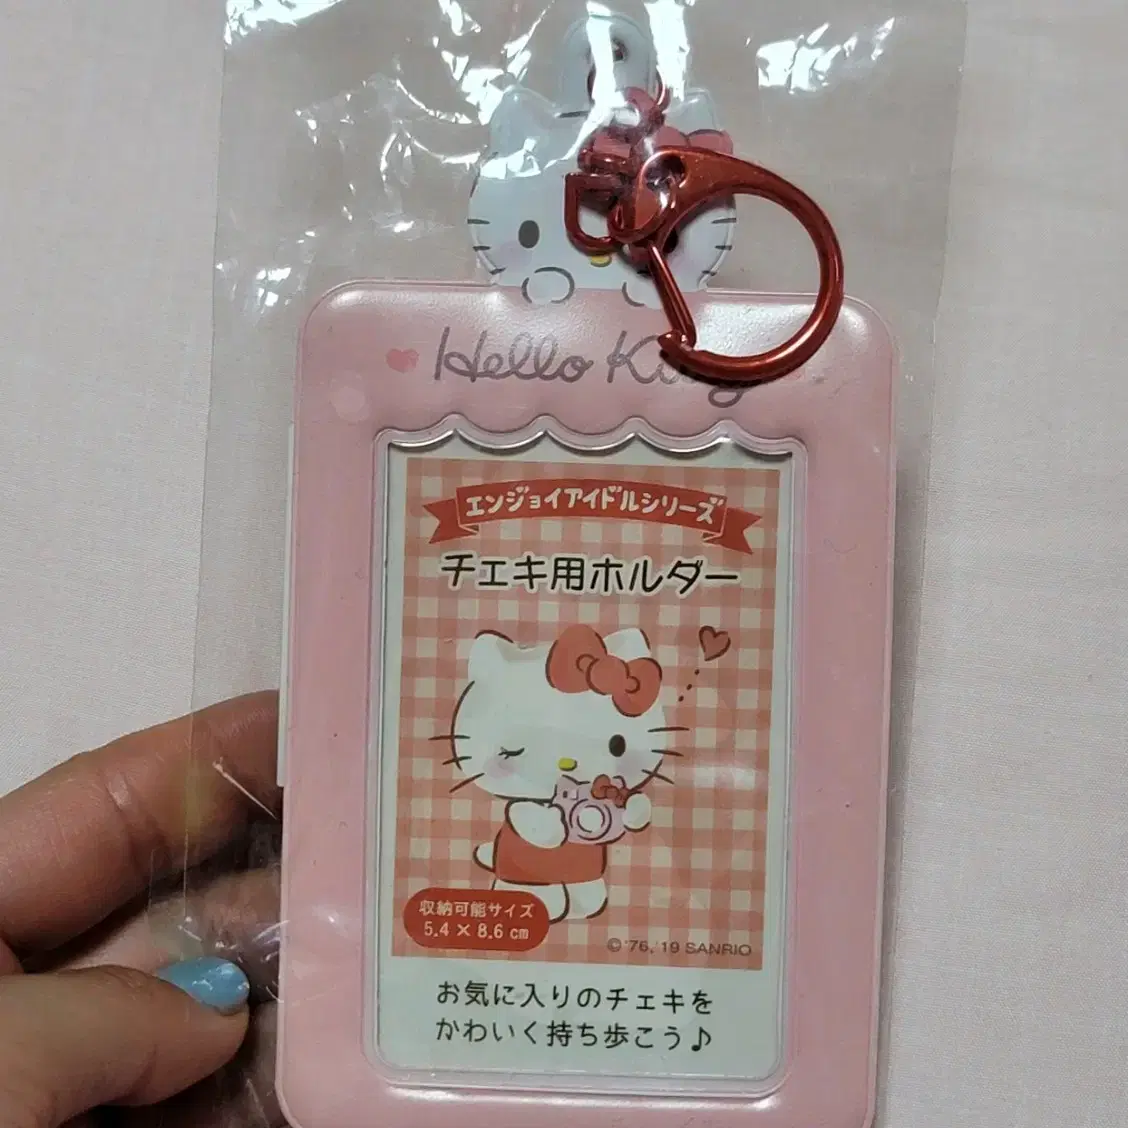 Hello Kitty
エンジョイアイドルシリーズ
チェキ用ホルダー
収納可能サイズ
5.4 × 8.6 cm
© '76, '19 SANRIO
お気に入りのチェキを
かわいく持ち歩こう♪